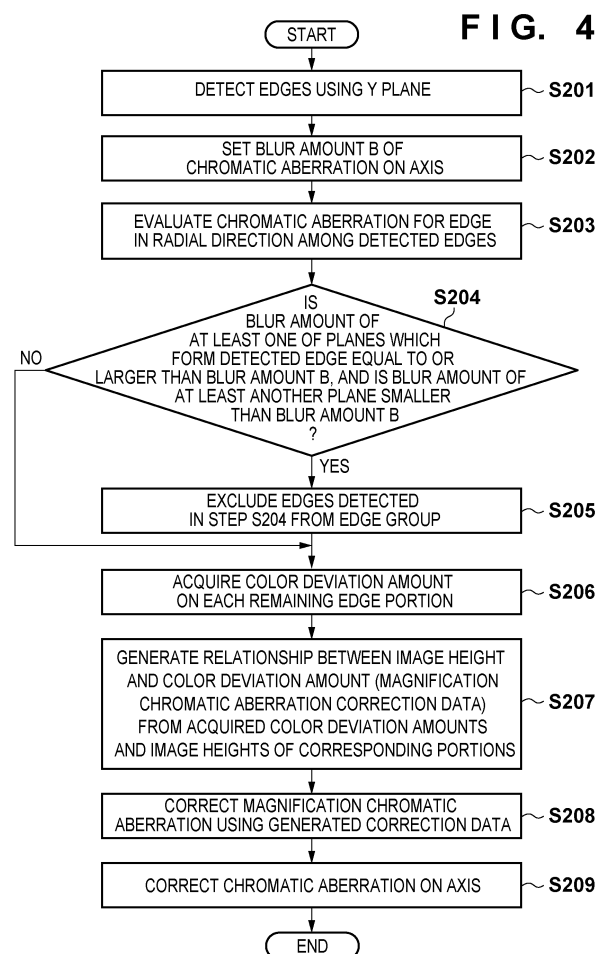 FIG. 4
START
DETECT EDGES USING Y PLANE
S201
SET BLUR AMOUNT B OF
CHROMATIC ABERRATION ON AXIS
S202
EVALUATE CHROMATIC ABERRATION FOR EDGE
IN RADIAL DIRECTION AMONG DETECTED EDGES
S203
S204
IS
BLUR AMOUNT OF
AT LEAST ONE OF PLANES WHICH
FORM DETECTED EDGE EQUAL TO OR
LARGER THAN BLUR AMOUNT B, AND IS BLUR AMOUNT OF
AT LEAST ANOTHER PLANE SMALLER
THAN BLUR AMOUNT B
?
NO
YES
EXCLUDE EDGES DETECTED
IN STEP S204 FROM EDGE GROUP
S205
ACQUIRE COLOR DEVIATION AMOUNT
ON EACH REMAINING EDGE PORTION
S206
GENERATE RELATIONSHIP BETWEEN IMAGE HEIGHT
AND COLOR DEVIATION AMOUNT (MAGNIFICATION
CHROMATIC ABERRATION CORRECTION DATA)
FROM ACQUIRED COLOR DEVIATION AMOUNTS
AND IMAGE HEIGHTS OF CORRESPONDING PORTIONS
S207
CORRECT MAGNIFICATION CHROMATIC
ABERRATION USING GENERATED CORRECTION DATA
S208
CORRECT CHROMATIC ABERRATION ON AXIS
S209
END